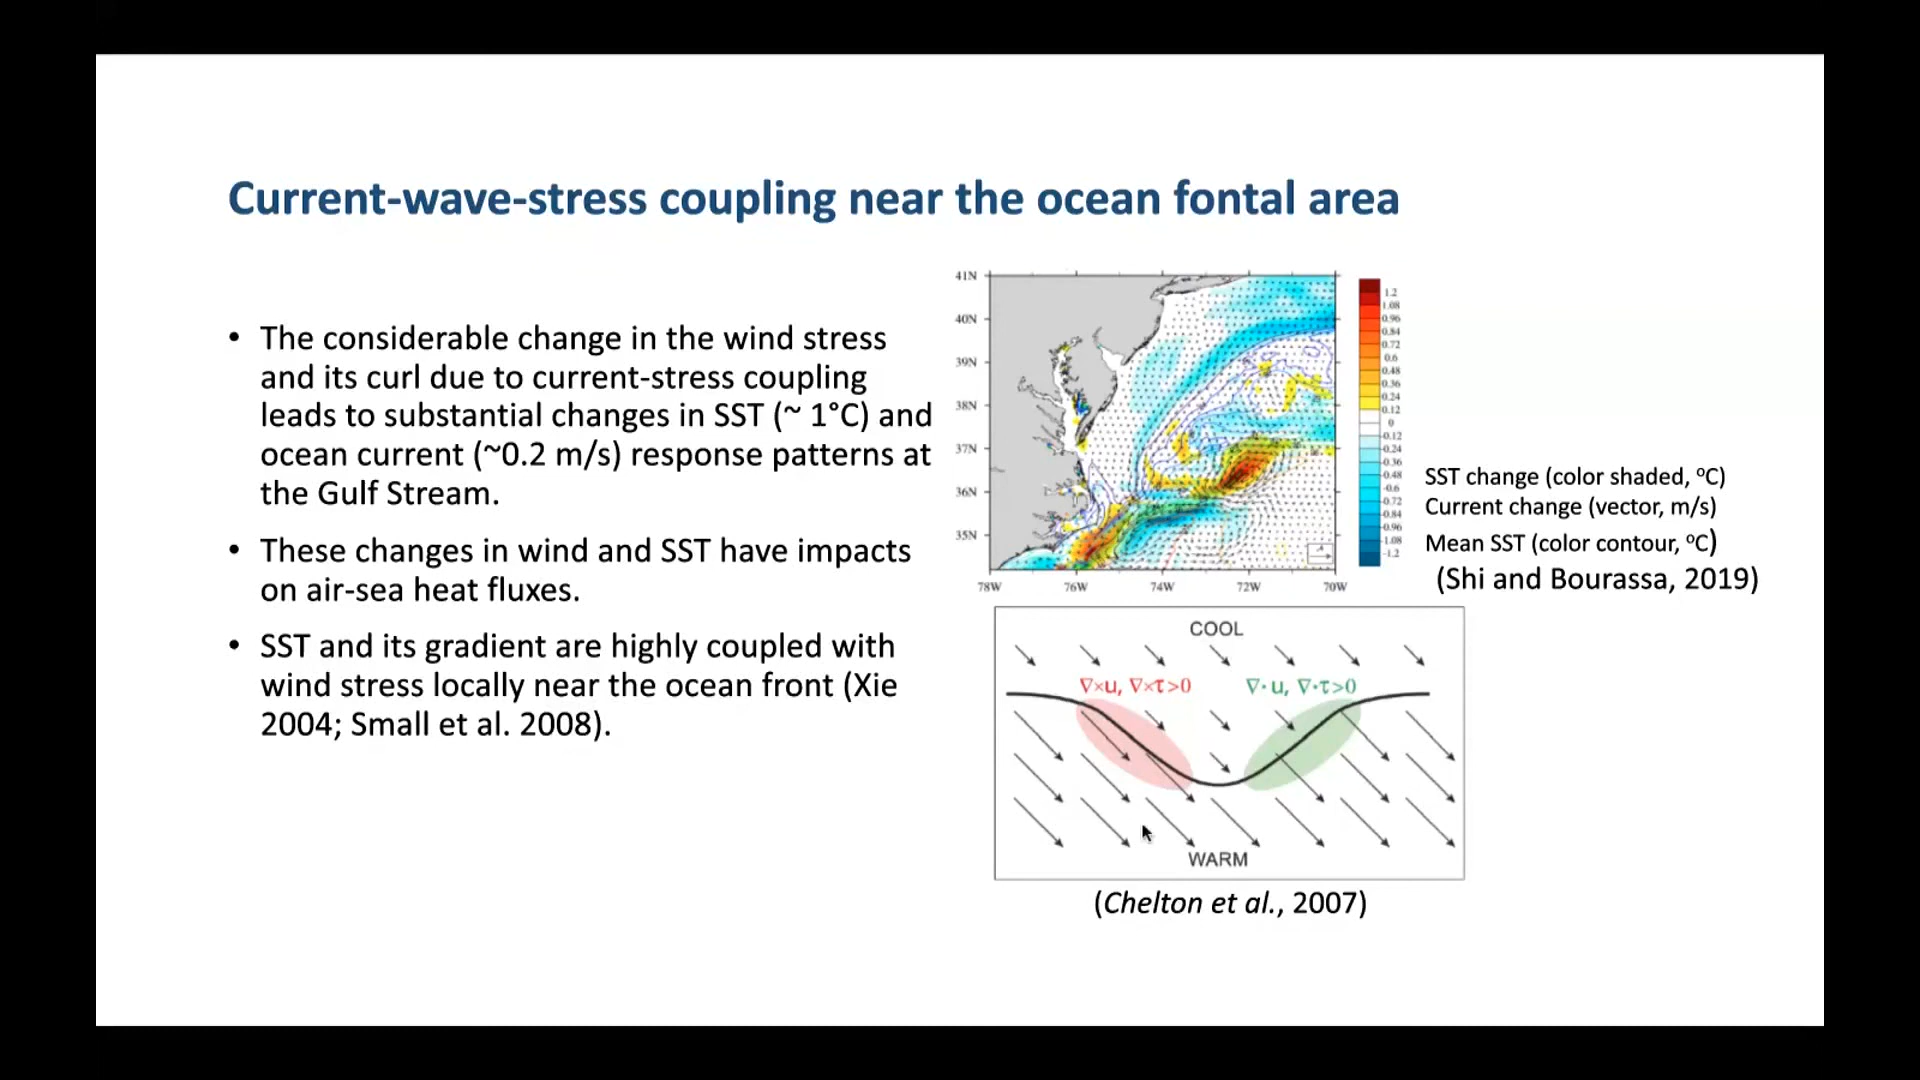 Current-wave-stress coupling near the ocean fontal area
• The considerable change in the wind stress
and its curl due to current-stress coupling
leads to substantial changes in SST (~ 1°C) and
ocean current (~0.2 m/s) response patterns at
the Gulf Stream.
• These changes in wind and SST have impacts
on air-sea heat fluxes.
• SST and its gradient are highly coupled with
wind stress locally near the ocean front (Xie
2004; Small et al. 2008).
41N
40N
39N
38N
37N
36N
35N
78W 76W 74W 72W 70W
1.2
1.08
0.96
0.84
0.72
0.6
0.48
0.36
0.24
0.12
0
-0.12
-0.24
-0.36
-0.48
-0.6
-0.72
-0.84
-0.96
-1.08
-1.2
SST change (color shaded, ºC)
Current change (vector, m/s)
Mean SST (color contour, ºC)
(Shi and Bourassa, 2019)
COOL
∇×u, ∇×τ>0 ∇·u, ∇·τ>0
WARM
(Chelton et al., 2007)